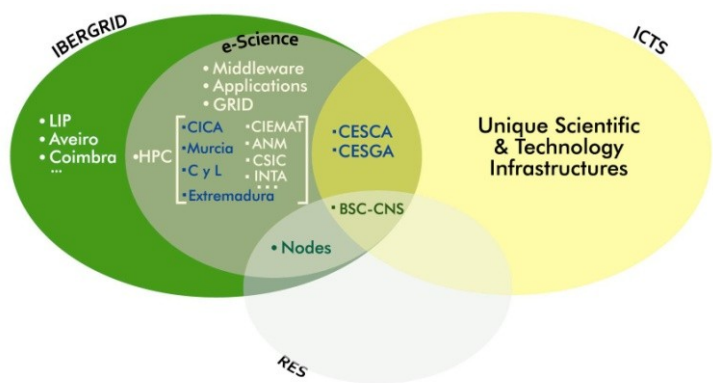 IBERGRID
e-Science
ICTS
• Middleware
• Applications
• GRID
• LIP
• Aveiro
• Coimbra
...
• HPC
• CICA
• Murcia
• C y L
• Extremadura
• CIEMAT
• ANM
• CSIC
• INTA
• • •
• CESCA
• CESGA
Unique Scientific
& Technology
Infrastructures
• BSC-CNS
• Nodes
RES